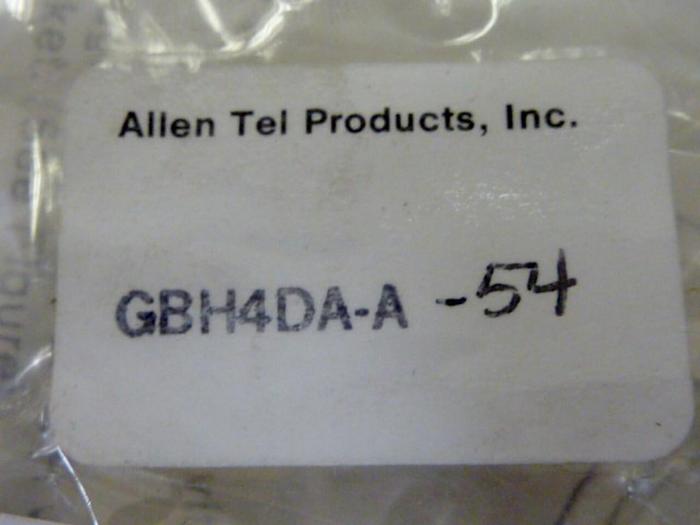 Allen Tel Products, Inc.
GBH4DA-A -54